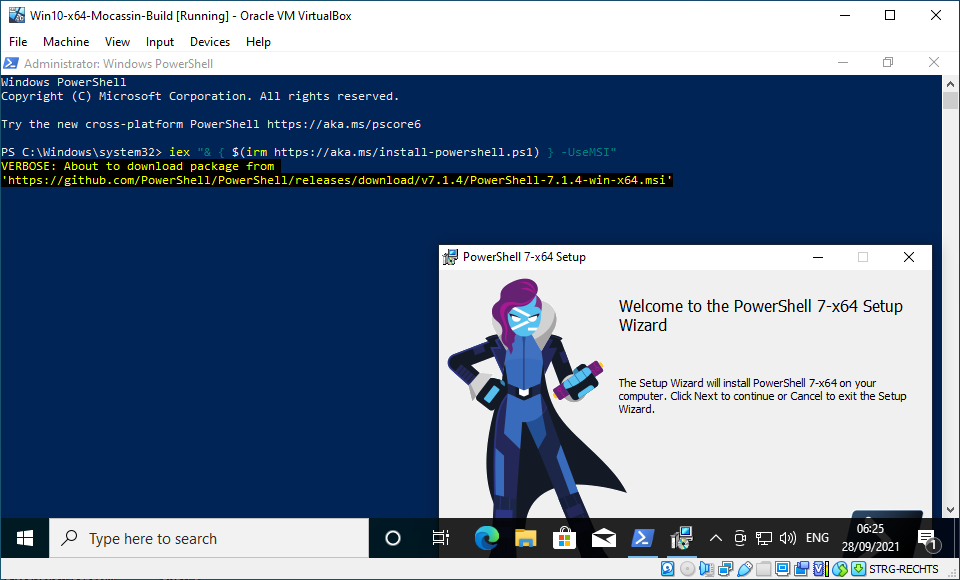 Win10-x64-Mocassin-Build [Running] - Oracle VM VirtualBox
File Machine View Input Devices Help
Administrator: Windows PowerShell
Windows PowerShell
Copyright (C) Microsoft Corporation. All rights reserved.
Try the new cross-platform PowerShell https://aka.ms/pscore6
PS C:\Windows\system32> iex "& { $(irm https://aka.ms/install-powershell.ps1) } -UseMSI"
VERBOSE: About to download package from
'https://github.com/PowerShell/PowerShell/releases/download/v7.1.4/PowerShell-7.1.4-win-x64.msi'
PowerShell 7-x64 Setup
Welcome to the PowerShell 7-x64 Setup
Wizard
The Setup Wizard will install PowerShell 7-x64 on your
computer. Click Next to continue or Cancel to exit the Setup
Wizard.
Type here to search
ENG
06:25
28/09/2021
1
STRG-RECHTS